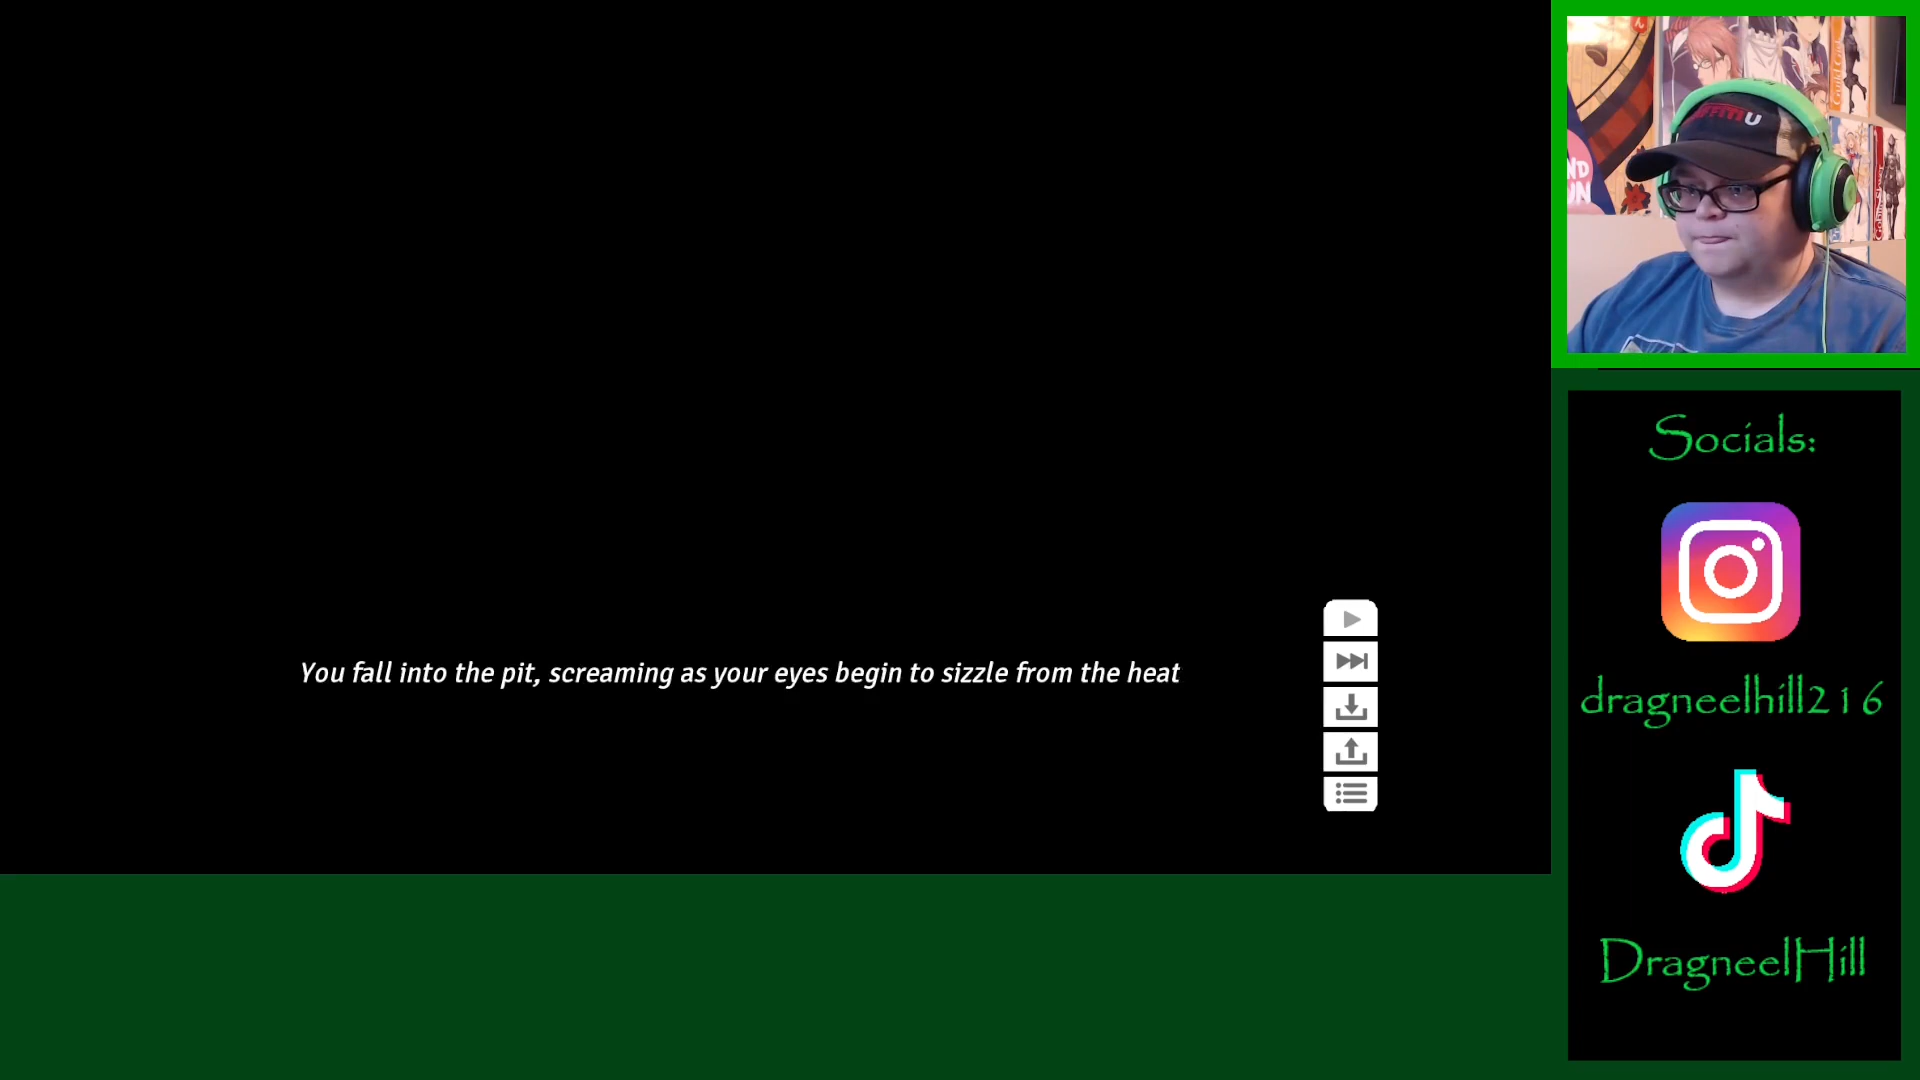 You fall into the pit, screaming as your eyes begin to sizzle from the heat
Socials:
dragneelhill216
DragneelHill